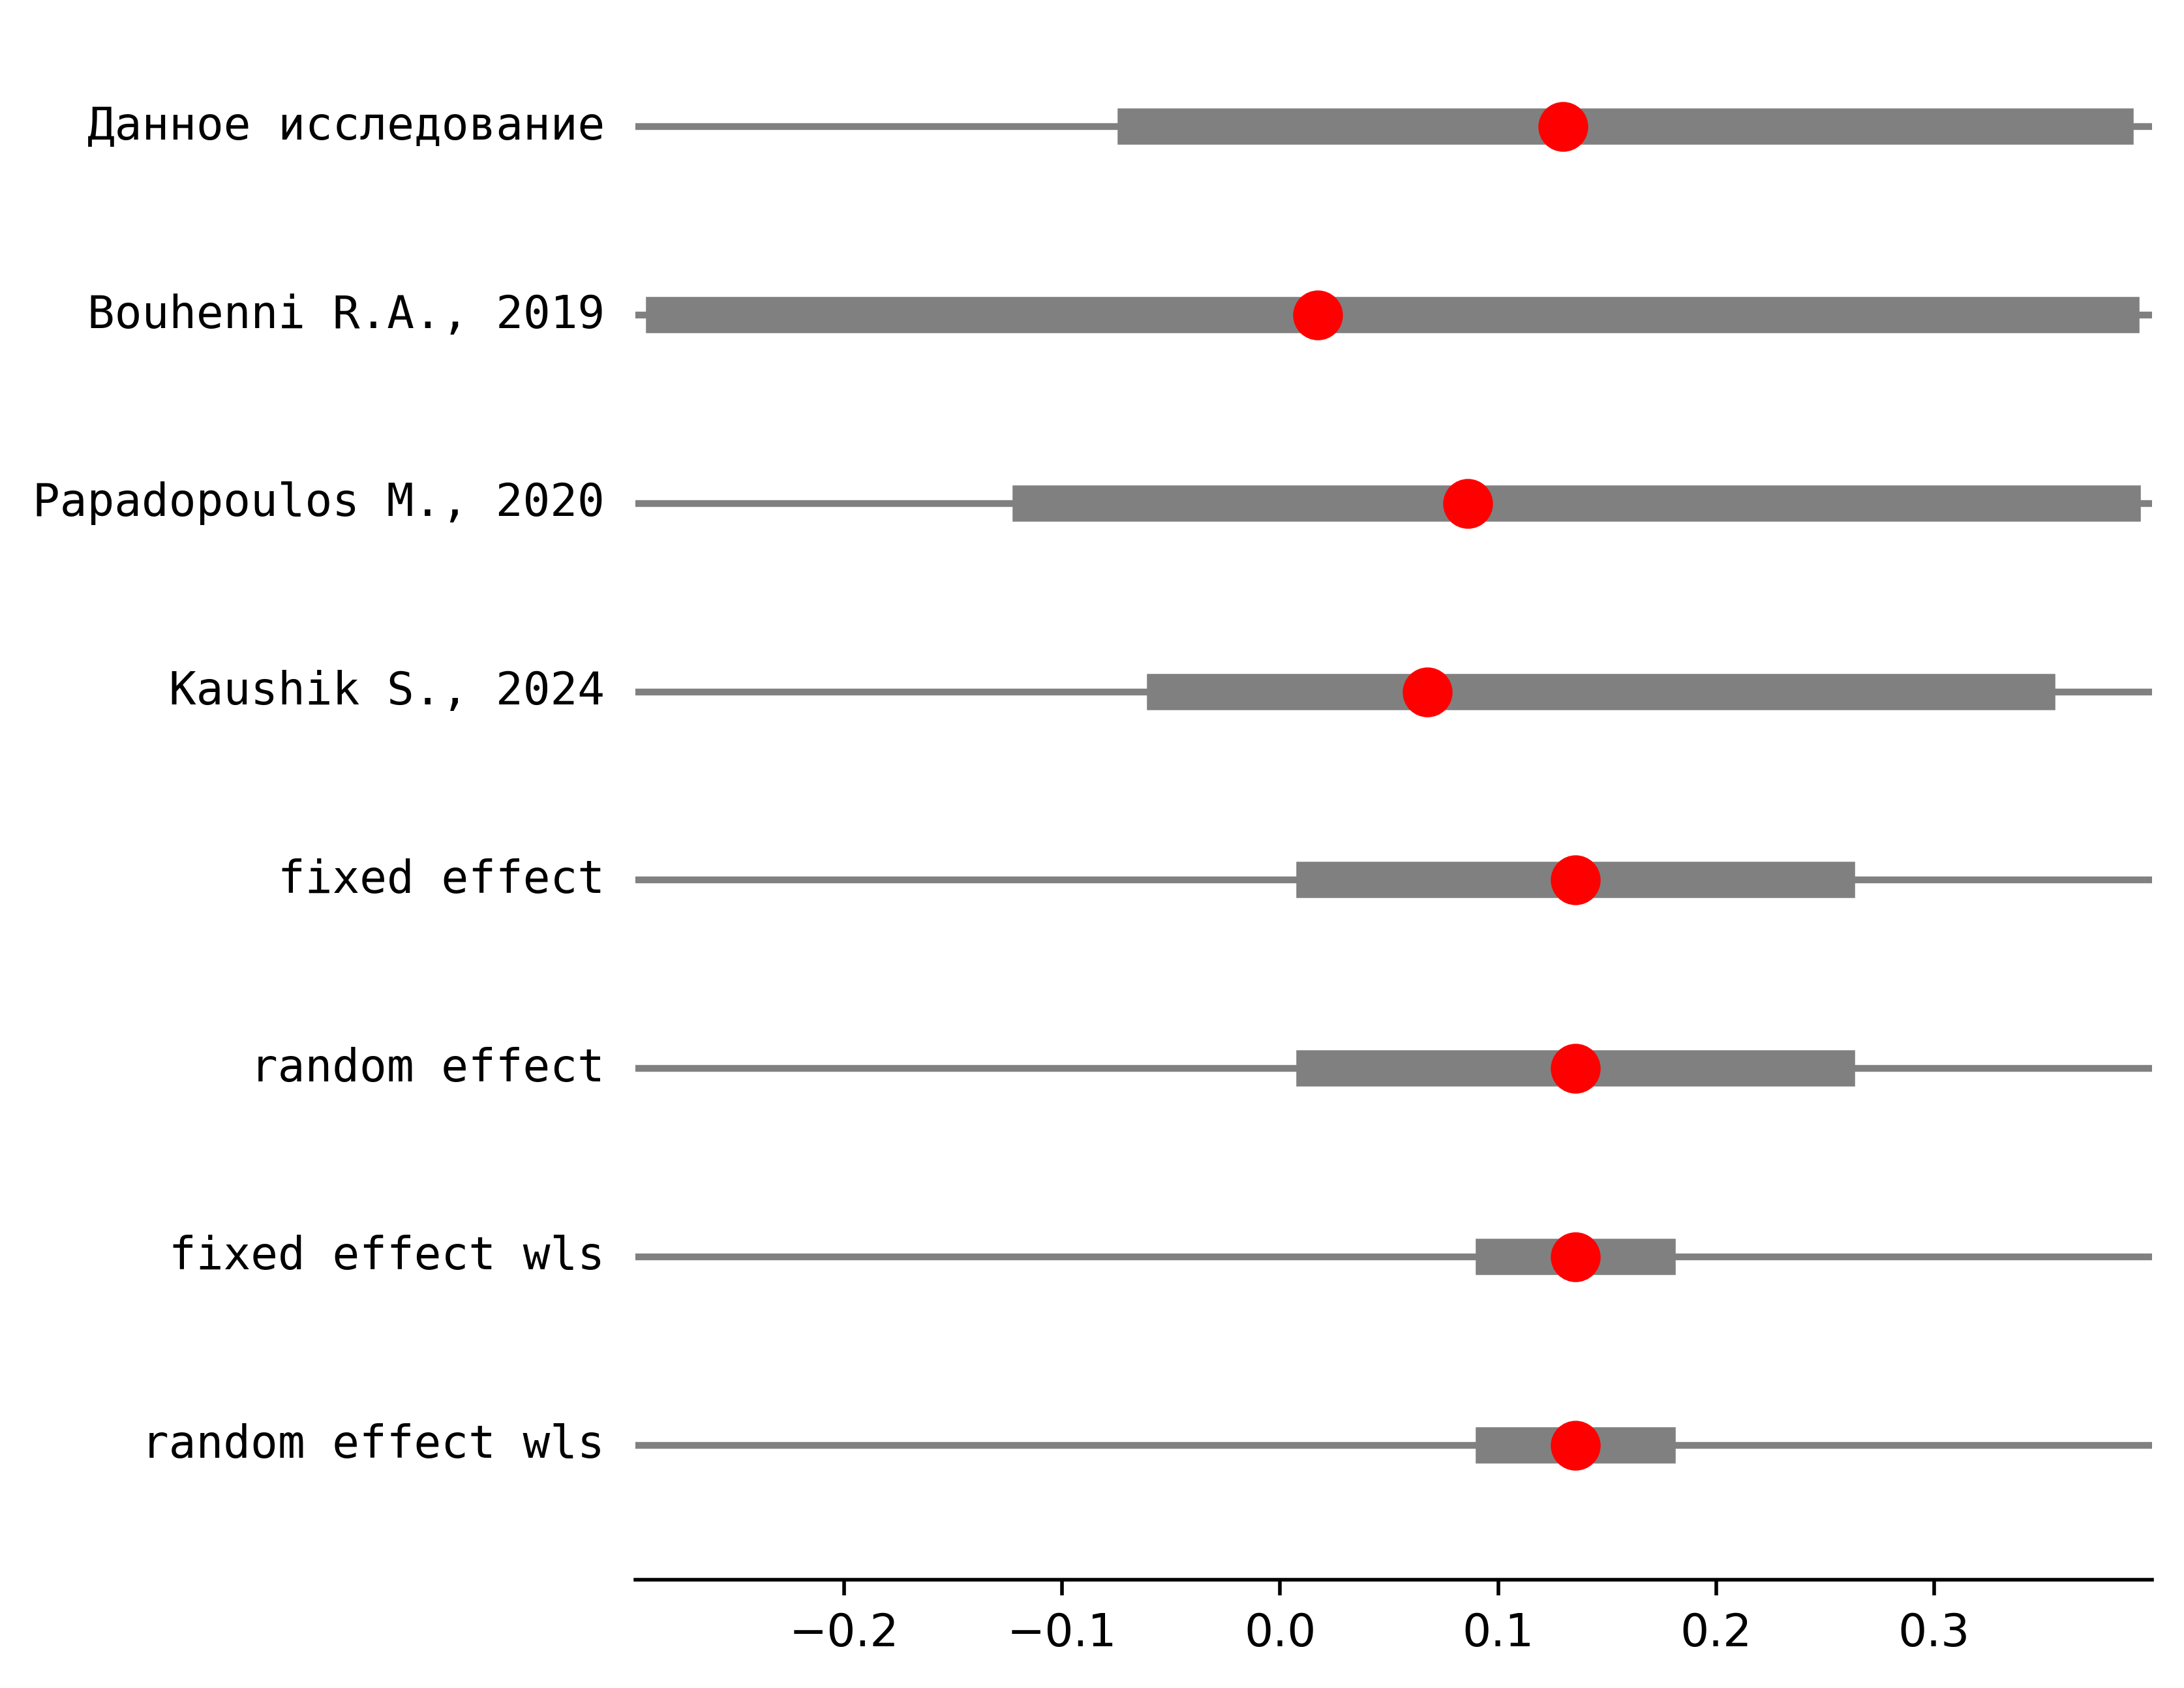 Данное исследование
Bouhenni R.A., 2019
Papadopoulos M., 2020
Kaushik S., 2024
fixed effect
random effect
fixed effect wls
random effect wls
−0.2 −0.1 0.0 0.1 0.2 0.3